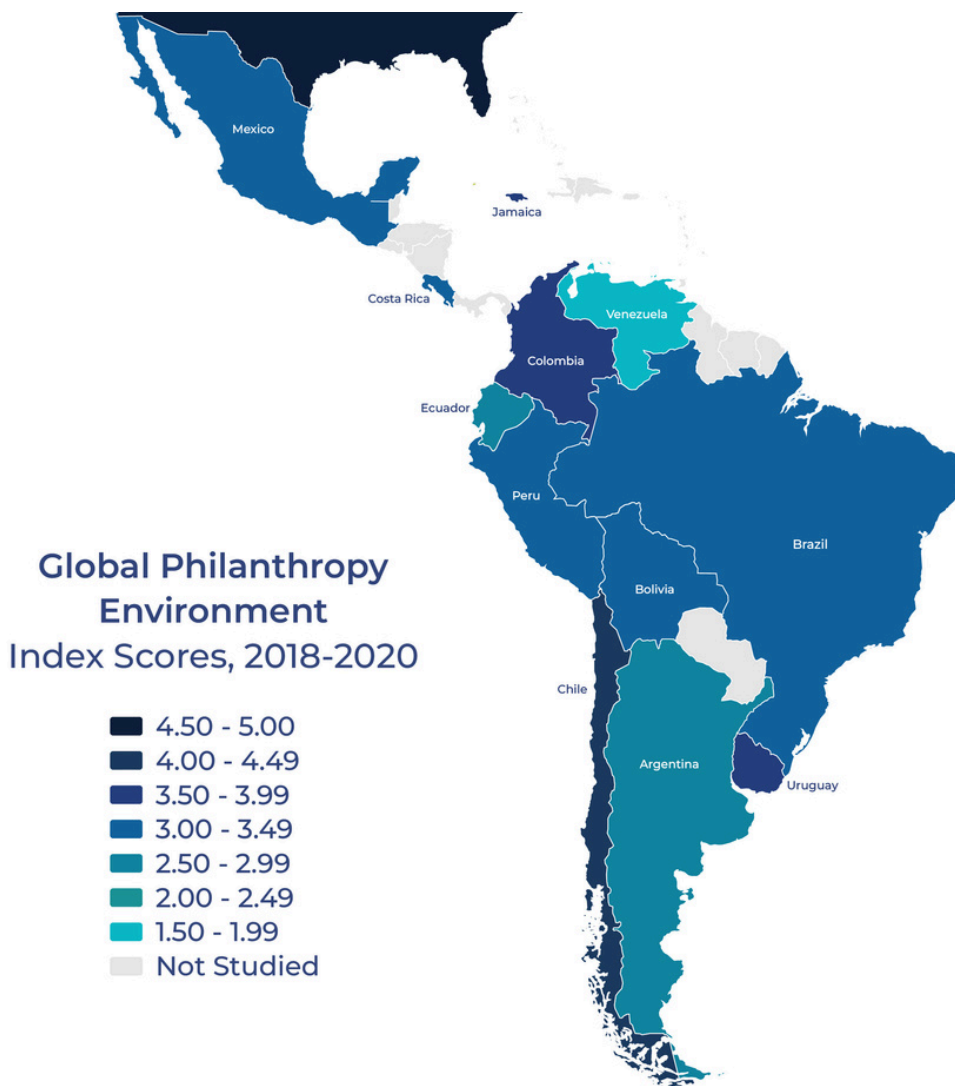 Mexico
Jamaica
Costa Rica
Venezuela
Colombia
Ecuador
Peru
Brazil
Bolivia
Chile
Argentina
Uruguay
Global Philanthropy
Environment
Index Scores, 2018-2020
4.50 - 5.00
4.00 - 4.49
3.50 - 3.99
3.00 - 3.49
2.50 - 2.99
2.00 - 2.49
1.50 - 1.99
Not Studied